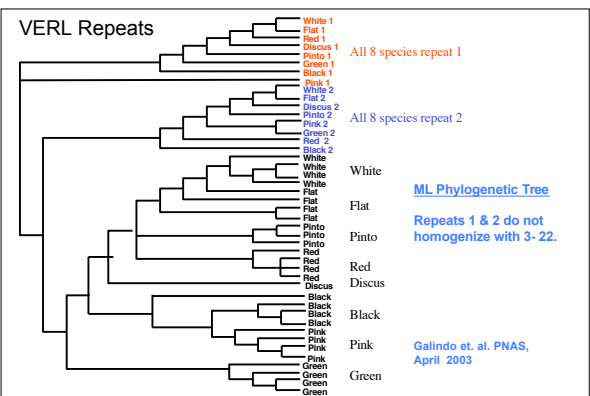 VERL Repeats
White 1
Flat 1
Red 1
Discus 1
Pinto 1
Green 1
Black 1
Pink 1
All 8 species repeat 1
White 2
Flat 2
Discus 2
Pinto 2
Pink 2
Green 2
Red 2
Black 2
All 8 species repeat 2
White
White
White
White
White
Flat
Flat
Flat
Flat
Flat
Pinto
Pinto
Pinto
Pinto
Red
Red
Red
Red
Red
Discus
Discus
Black
Black
Black
Black
Black
Pink
Pink
Pink
Pink
Pink
Green
Green
Green
Green
Green
ML Phylogenetic Tree
Repeats 1 & 2 do not
homogenize with 3- 22.
Galindo et. al. PNAS,
April 2003